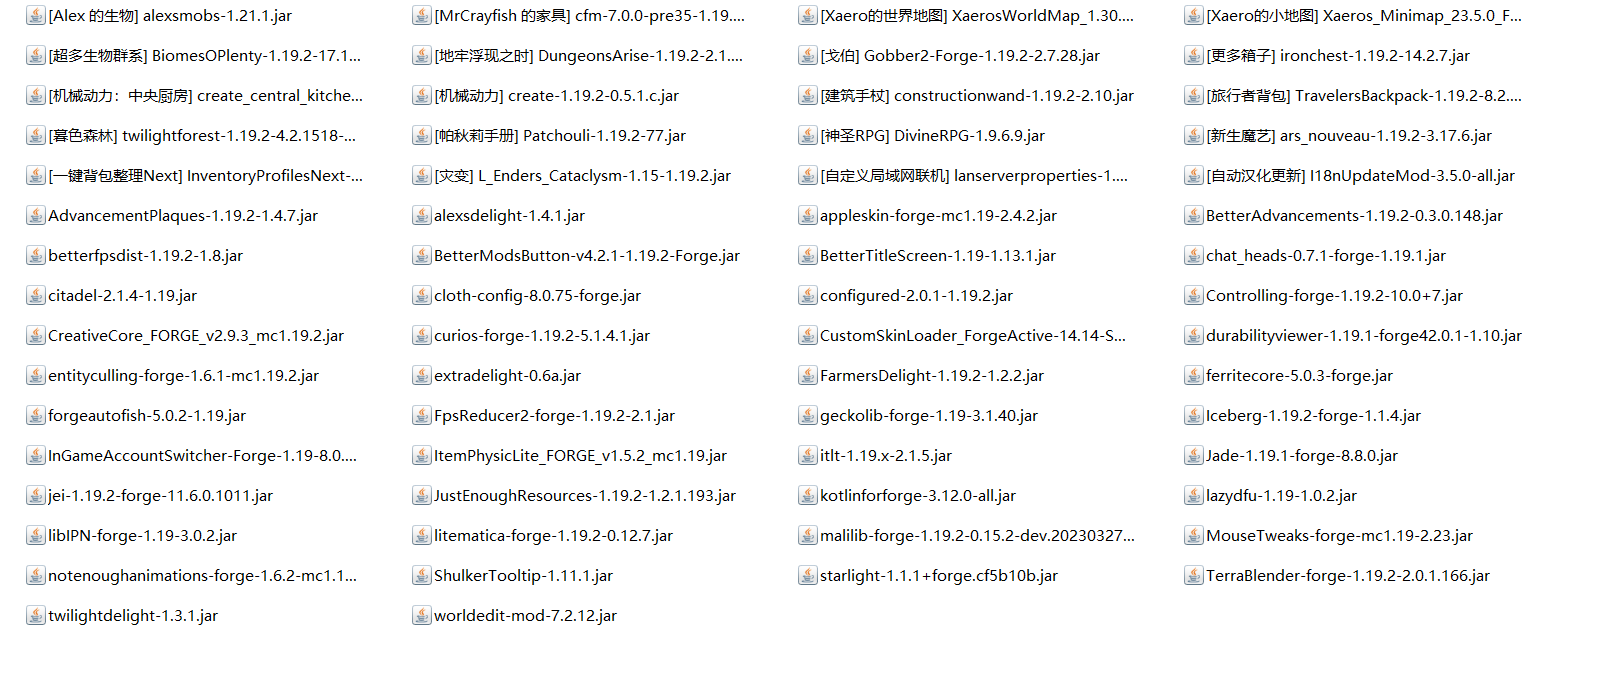 [Alex 的生物] alexsmobs-1.21.1.jar
[MrCrayfish 的家具] cfm-7.0.0-pre35-1.19....
[Xaero的世界地图] XaerosWorldMap_1.30....
[Xaero的小地图] Xaeros_Minimap_23.5.0_F...
[超多生物群系] BiomesOPlenty-1.19.2-17.1...
[地牢浮现之时] DungeonsArise-1.19.2-2.1....
[戈伯] Gobber2-Forge-1.19.2-2.7.28.jar
[更多箱子] ironchest-1.19.2-14.2.7.jar
[机械动力：中央厨房] create_central_kitche...
[机械动力] create-1.19.2-0.5.1.c.jar
[建筑手杖] constructionwand-1.19.2-2.10.jar
[旅行者背包] TravelersBackpack-1.19.2-8.2....
[暮色森林] twilightforest-1.19.2-4.2.1518-...
[帕秋莉手册] Patchouli-1.19.2-77.jar
[神圣RPG] DivineRPG-1.9.6.9.jar
[新生魔艺] ars_nouveau-1.19.2-3.17.6.jar
[一键背包整理Next] InventoryProfilesNext-...
[灾变] L_Enders_Cataclysm-1.15-1.19.2.jar
[自定义局域网联机] lanserverproperties-1....
[自动汉化更新] I18nUpdateMod-3.5.0-all.jar
AdvancementPlaques-1.19.2-1.4.7.jar
alexsdelight-1.4.1.jar
appleskin-forge-mc1.19-2.4.2.jar
BetterAdvancements-1.19.2-0.3.0.148.jar
betterfpsdist-1.19.2-1.8.jar
BetterModsButton-v4.2.1-1.19.2-Forge.jar
BetterTitleScreen-1.19-1.13.1.jar
chat_heads-0.7.1-forge-1.19.1.jar
citadel-2.1.4-1.19.jar
cloth-config-8.0.75-forge.jar
configured-2.0.1-1.19.2.jar
Controlling-forge-1.19.2-10.0+7.jar
CreativeCore_FORGE_v2.9.3_mc1.19.2.jar
curios-forge-1.19.2-5.1.4.1.jar
CustomSkinLoader_ForgeActive-14.14-S...
durabilityviewer-1.19.1-forge42.0.1-1.10.jar
entityculling-forge-1.6.1-mc1.19.2.jar
extradelight-0.6a.jar
FarmersDelight-1.19.2-1.2.2.jar
ferritecore-5.0.3-forge.jar
forgeautofish-5.0.2-1.19.jar
FpsReducer2-forge-1.19.2-2.1.jar
geckolib-forge-1.19-3.1.40.jar
Iceberg-1.19.2-forge-1.1.4.jar
InGameAccountSwitcher-Forge-1.19-8.0....
ItemPhysicLite_FORGE_v1.5.2_mc1.19.jar
itlt-1.19.x-2.1.5.jar
Jade-1.19.1-forge-8.8.0.jar
jei-1.19.2-forge-11.6.0.1011.jar
JustEnoughResources-1.19.2-1.2.1.193.jar
kotlinforforge-3.12.0-all.jar
lazydfu-1.19-1.0.2.jar
libIPN-forge-1.19-3.0.2.jar
litematica-forge-1.19.2-0.12.7.jar
malilib-forge-1.19.2-0.15.2-dev.20230327...
MouseTweaks-forge-mc1.19-2.23.jar
notenoughanimations-forge-1.6.2-mc1.1...
ShulkerTooltip-1.11.1.jar
starlight-1.1.1+forge.cf5b10b.jar
TerraBlender-forge-1.19.2-2.0.1.166.jar
twilightdelight-1.3.1.jar
worldedit-mod-7.2.12.jar